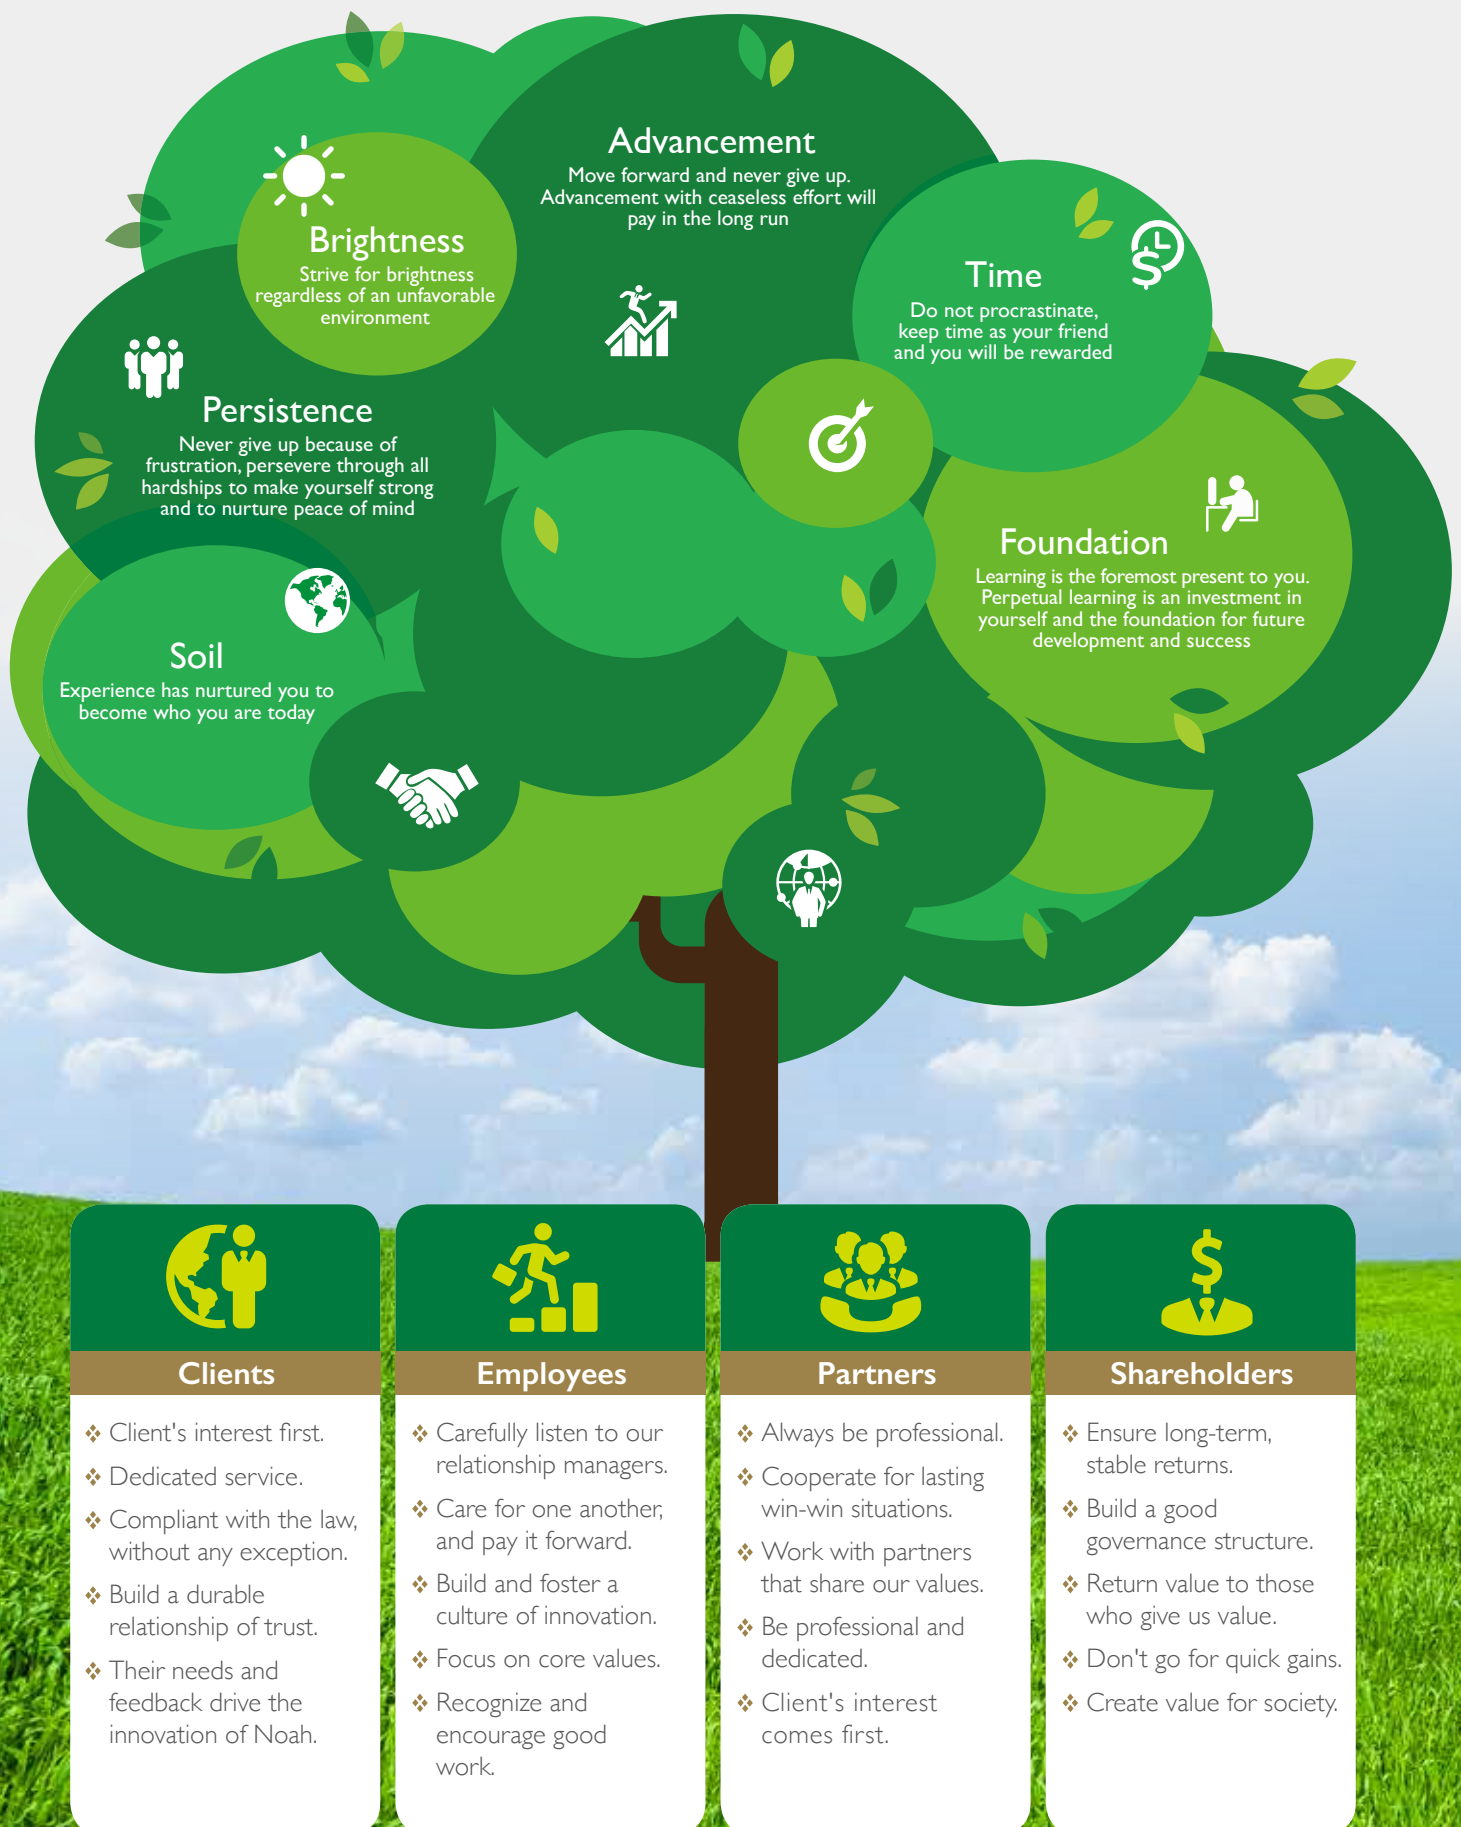 Advancement
Move forward and never give up.
Advancement with ceaseless effort will
pay in the long run
Brightness
Strive for brightness
regardless of an unfavorable
environment
Time
Do not procrastinate,
keep time as your friend
and you will be rewarded
Persistence
Never give up because of
frustration, persevere through all
hardships to make yourself strong
and to nurture peace of mind
Foundation
Learning is the foremost present to you.
Perpetual learning is an investment in
yourself and the foundation for future
development and success
Soil
Experience has nurtured you to
become who you are today
Clients
❖ Client's interest first.
❖ Dedicated service.
❖ Compliant with the law,
without any exception.
❖ Build a durable
relationship of trust.
❖ Their needs and
feedback drive the
innovation of Noah.
Employees
❖ Carefully listen to our
relationship managers.
❖ Care for one another,
and pay it forward.
❖ Build and foster a
culture of innovation.
❖ Focus on core values.
❖ Recognize and
encourage good
work.
Partners
❖ Always be professional.
❖ Cooperate for lasting
win-win situations.
❖ Work with partners
that share our values.
❖ Be professional and
dedicated.
❖ Client's interest
comes first.
Shareholders
❖ Ensure long-term,
stable returns.
❖ Build a good
governance structure.
❖ Return value to those
who give us value.
❖ Don't go for quick gains.
❖ Create value for society.